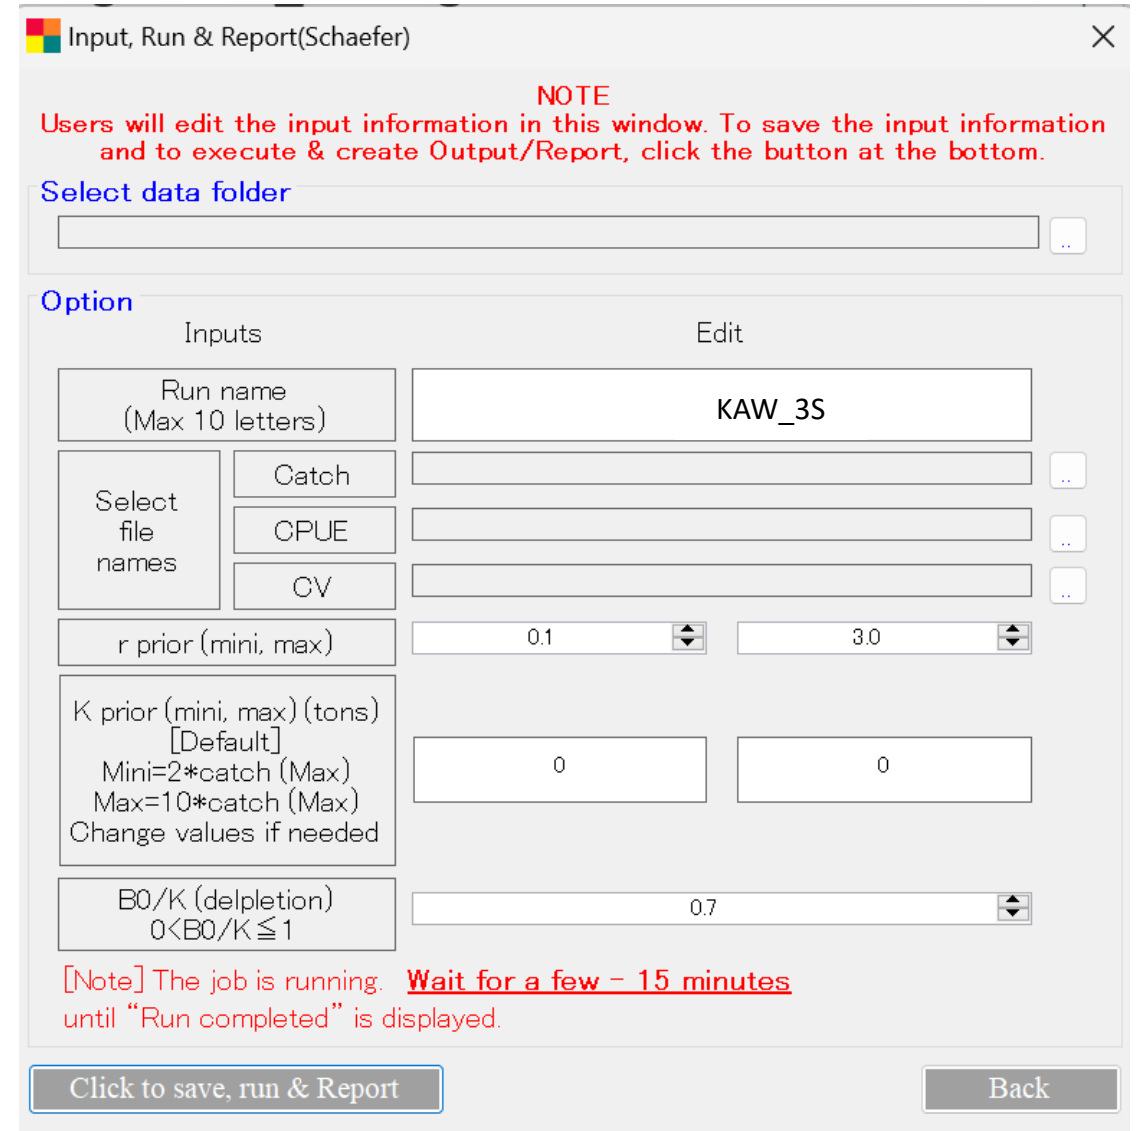 Input, Run & Report(Schaefer)
NOTE
Users will edit the input information in this window. To save the input information
and to execute & create Output/Report, click the button at the bottom.
Select data folder
..
Option
Inputs
Edit
Run name
(Max 10 letters)
KAW_3S
Select
file
names
Catch
..
CPUE
..
CV
..
r prior (mini, max)
0.1
3.0
K prior (mini, max) (tons)
[Default]
Mini=2*catch (Max)
Max=10*catch (Max)
Change values if needed
0
0
B0/K (delpletion)
0<B0/K≦1
0.7
[Note] The job is running. Wait for a few - 15 minutes
until “Run completed” is displayed.
Click to save, run & Report
Back